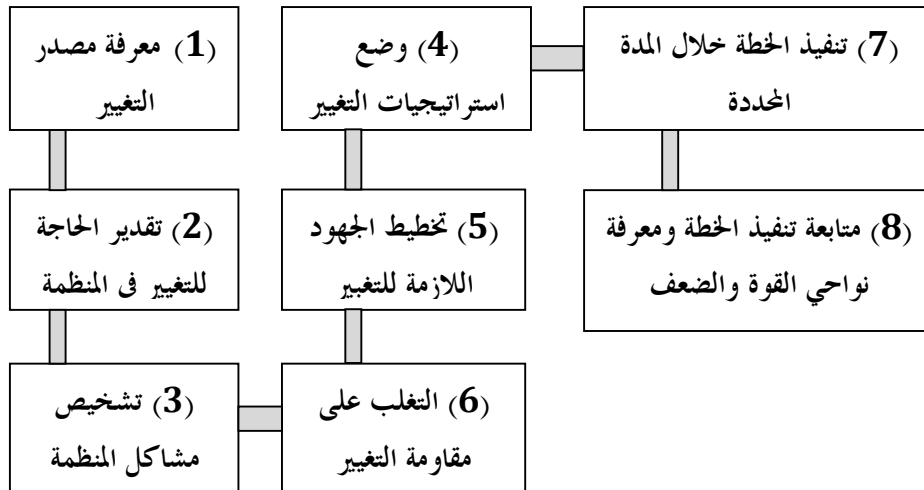 (1) معرفة مصدر
التغيير
(2) تقدير الحاجة
للتغيير فى المنظمة
(3) تشخيص
مشاكل المنظمة
(4) وضع
استراتيجيات التغيير
(5) تخطيط الجهود
اللازمة للتغيير
(6) التغلب على
مقاومة التغيير
(7) تنفيذ الخطة خلال المدة
المحددة
(8) متابعة تنفيذ الخطة ومعرفة
نواحي القوة والضعف